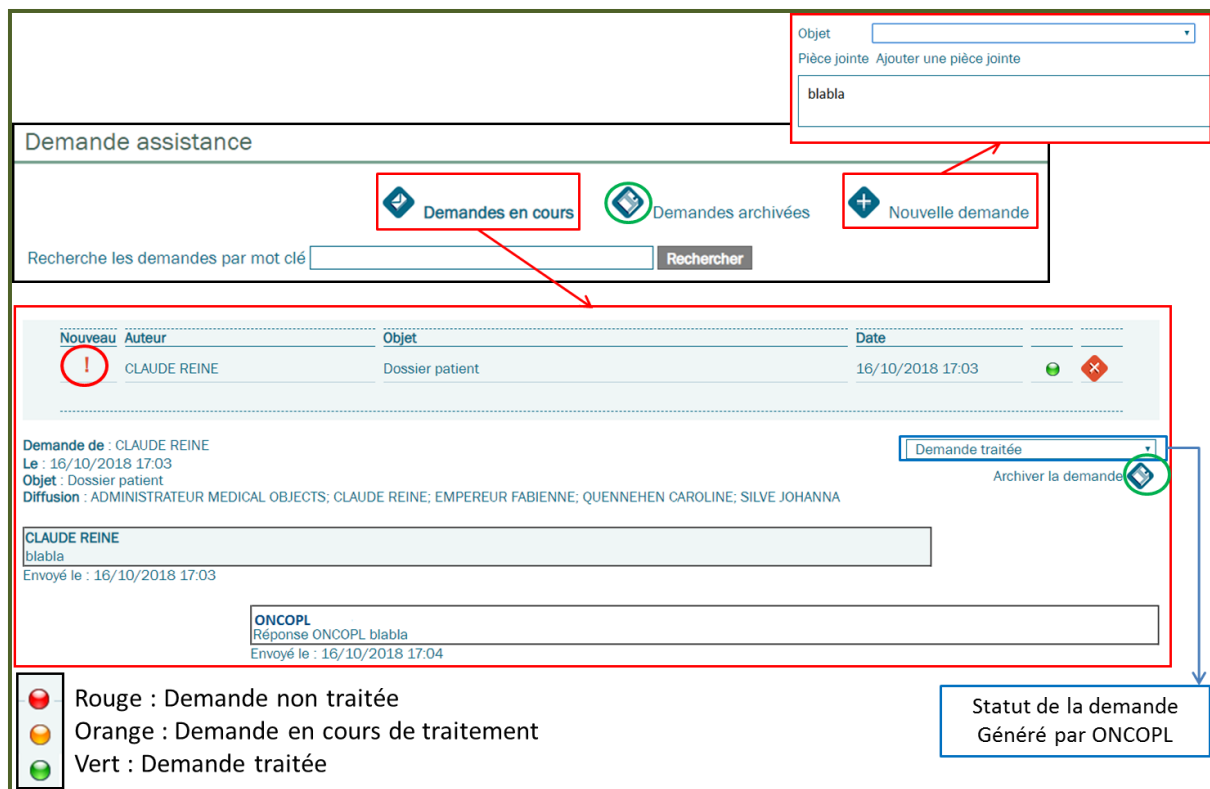 Objet
Pièce jointe Ajouter une pièce jointe
blabla
Demande assistance
Demandes en cours
Demandes archivées
Nouvelle demande
Recherche les demandes par mot clé
Rechercher
Nouveau Auteur Objet Date
! CLAUDE REINE Dossier patient 16/10/2018 17:03
Demande de : CLAUDE REINE
Le : 16/10/2018 17:03
Objet : Dossier patient
Diffusion : ADMINISTRATEUR MEDICAL OBJECTS; CLAUDE REINE; EMPEREUR FABIENNE; QUENNEHEN CAROLINE; SILVE JOHANNA
Demande traitée
Archiver la demande
CLAUDE REINE
blabla
Envoyé le : 16/10/2018 17:03
ONCOPL
Réponse ONCOPL blabla
Envoyé le : 16/10/2018 17:04
Rouge : Demande non traitée
Orange : Demande en cours de traitement
Vert : Demande traitée
Statut de la demande
Généré par ONCOPL